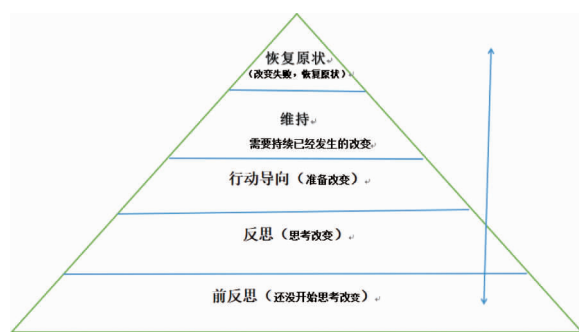 恢复原状
（改变失败，恢复原状）
维持
需要持续已经发生的改变
行动导向（准备改变）
反思（思考改变）
前反思（还没开始思考改变）